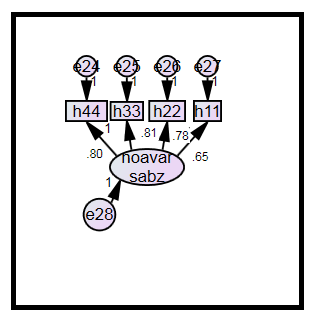 e24 e25 e26 e27
1 1 1 1
h44 h33 h22 h11
1
.80 .81 .78 .65
noavar
sabz
1
e28